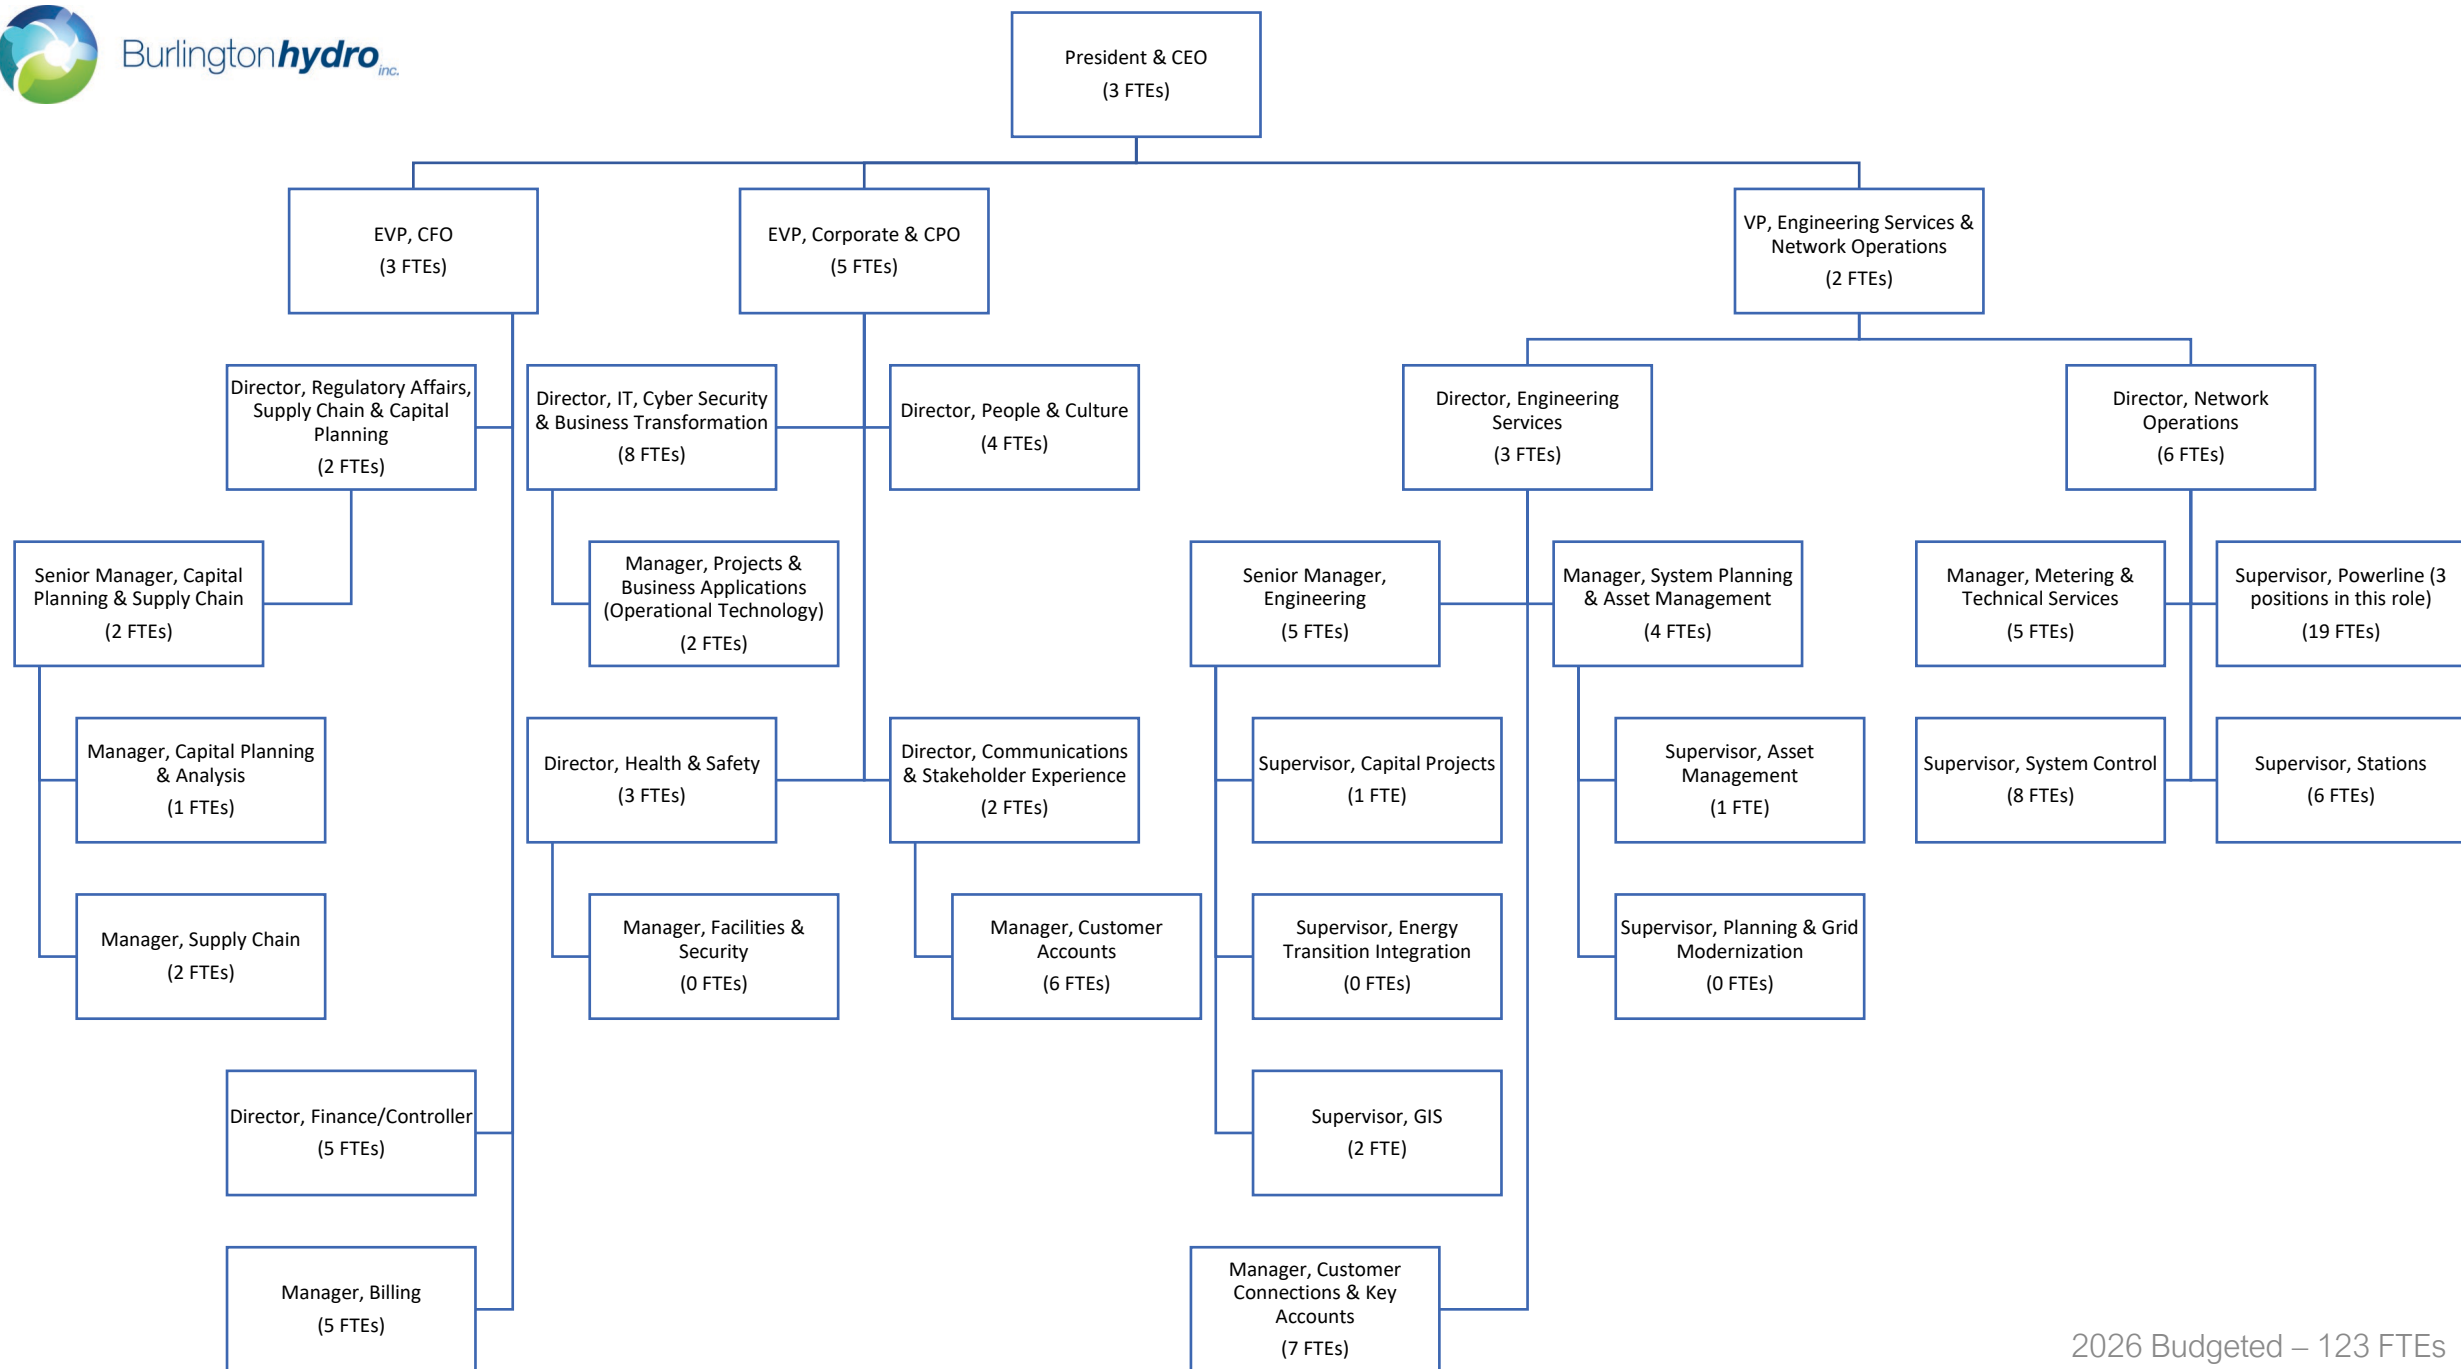 Burlingtonhydro inc.
President & CEO
(3 FTEs)
EVP, CFO
(3 FTEs)
EVP, Corporate & CPO
(5 FTEs)
VP, Engineering Services &
Network Operations
(2 FTEs)
Director, Regulatory Affairs,
Supply Chain & Capital
Planning
(2 FTEs)
Director, IT, Cyber Security
& Business Transformation
(8 FTEs)
Director, People & Culture
(4 FTEs)
Director, Engineering
Services
(3 FTEs)
Director, Network
Operations
(6 FTEs)
Senior Manager, Capital
Planning & Supply Chain
(2 FTEs)
Manager, Projects &
Business Applications
(Operational Technology)
(2 FTEs)
Senior Manager,
Engineering
(5 FTEs)
Manager, System Planning
& Asset Management
(4 FTEs)
Manager, Metering &
Technical Services
(5 FTEs)
Supervisor, Powerline (3
positions in this role)
(19 FTEs)
Manager, Capital Planning
& Analysis
(1 FTEs)
Director, Health & Safety
(3 FTEs)
Director, Communications
& Stakeholder Experience
(2 FTEs)
Supervisor, Capital Projects
(1 FTE)
Supervisor, Asset
Management
(1 FTE)
Supervisor, System Control
(8 FTEs)
Supervisor, Stations
(6 FTEs)
Manager, Supply Chain
(2 FTEs)
Manager, Facilities &
Security
(0 FTEs)
Manager, Customer
Accounts
(6 FTEs)
Supervisor, Energy
Transition Integration
(0 FTEs)
Supervisor, Planning & Grid
Modernization
(0 FTEs)
Director, Finance/Controller
(5 FTEs)
Supervisor, GIS
(2 FTE)
Manager, Billing
(5 FTEs)
Manager, Customer
Connections & Key
Accounts
(7 FTEs)
2026 Budgeted – 123 FTEs